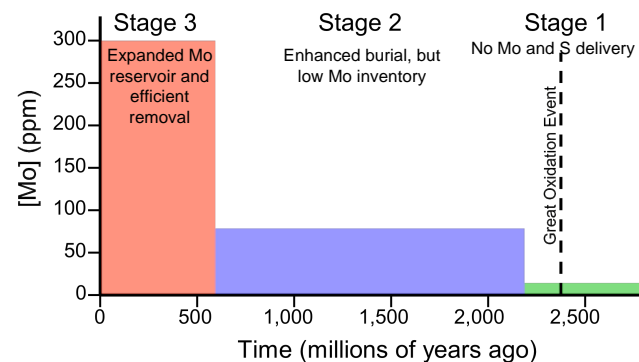 Stage 3
Stage 2
Stage 1
Expanded Mo
reservoir and
efficient
removal
Enhanced burial, but
low Mo inventory
No Mo and S delivery
Great Oxidation Event
[Mo] (ppm)
300
250
200
150
100
50
0
0
500
1,000
1,500
2,000
2,500
Time (millions of years ago)